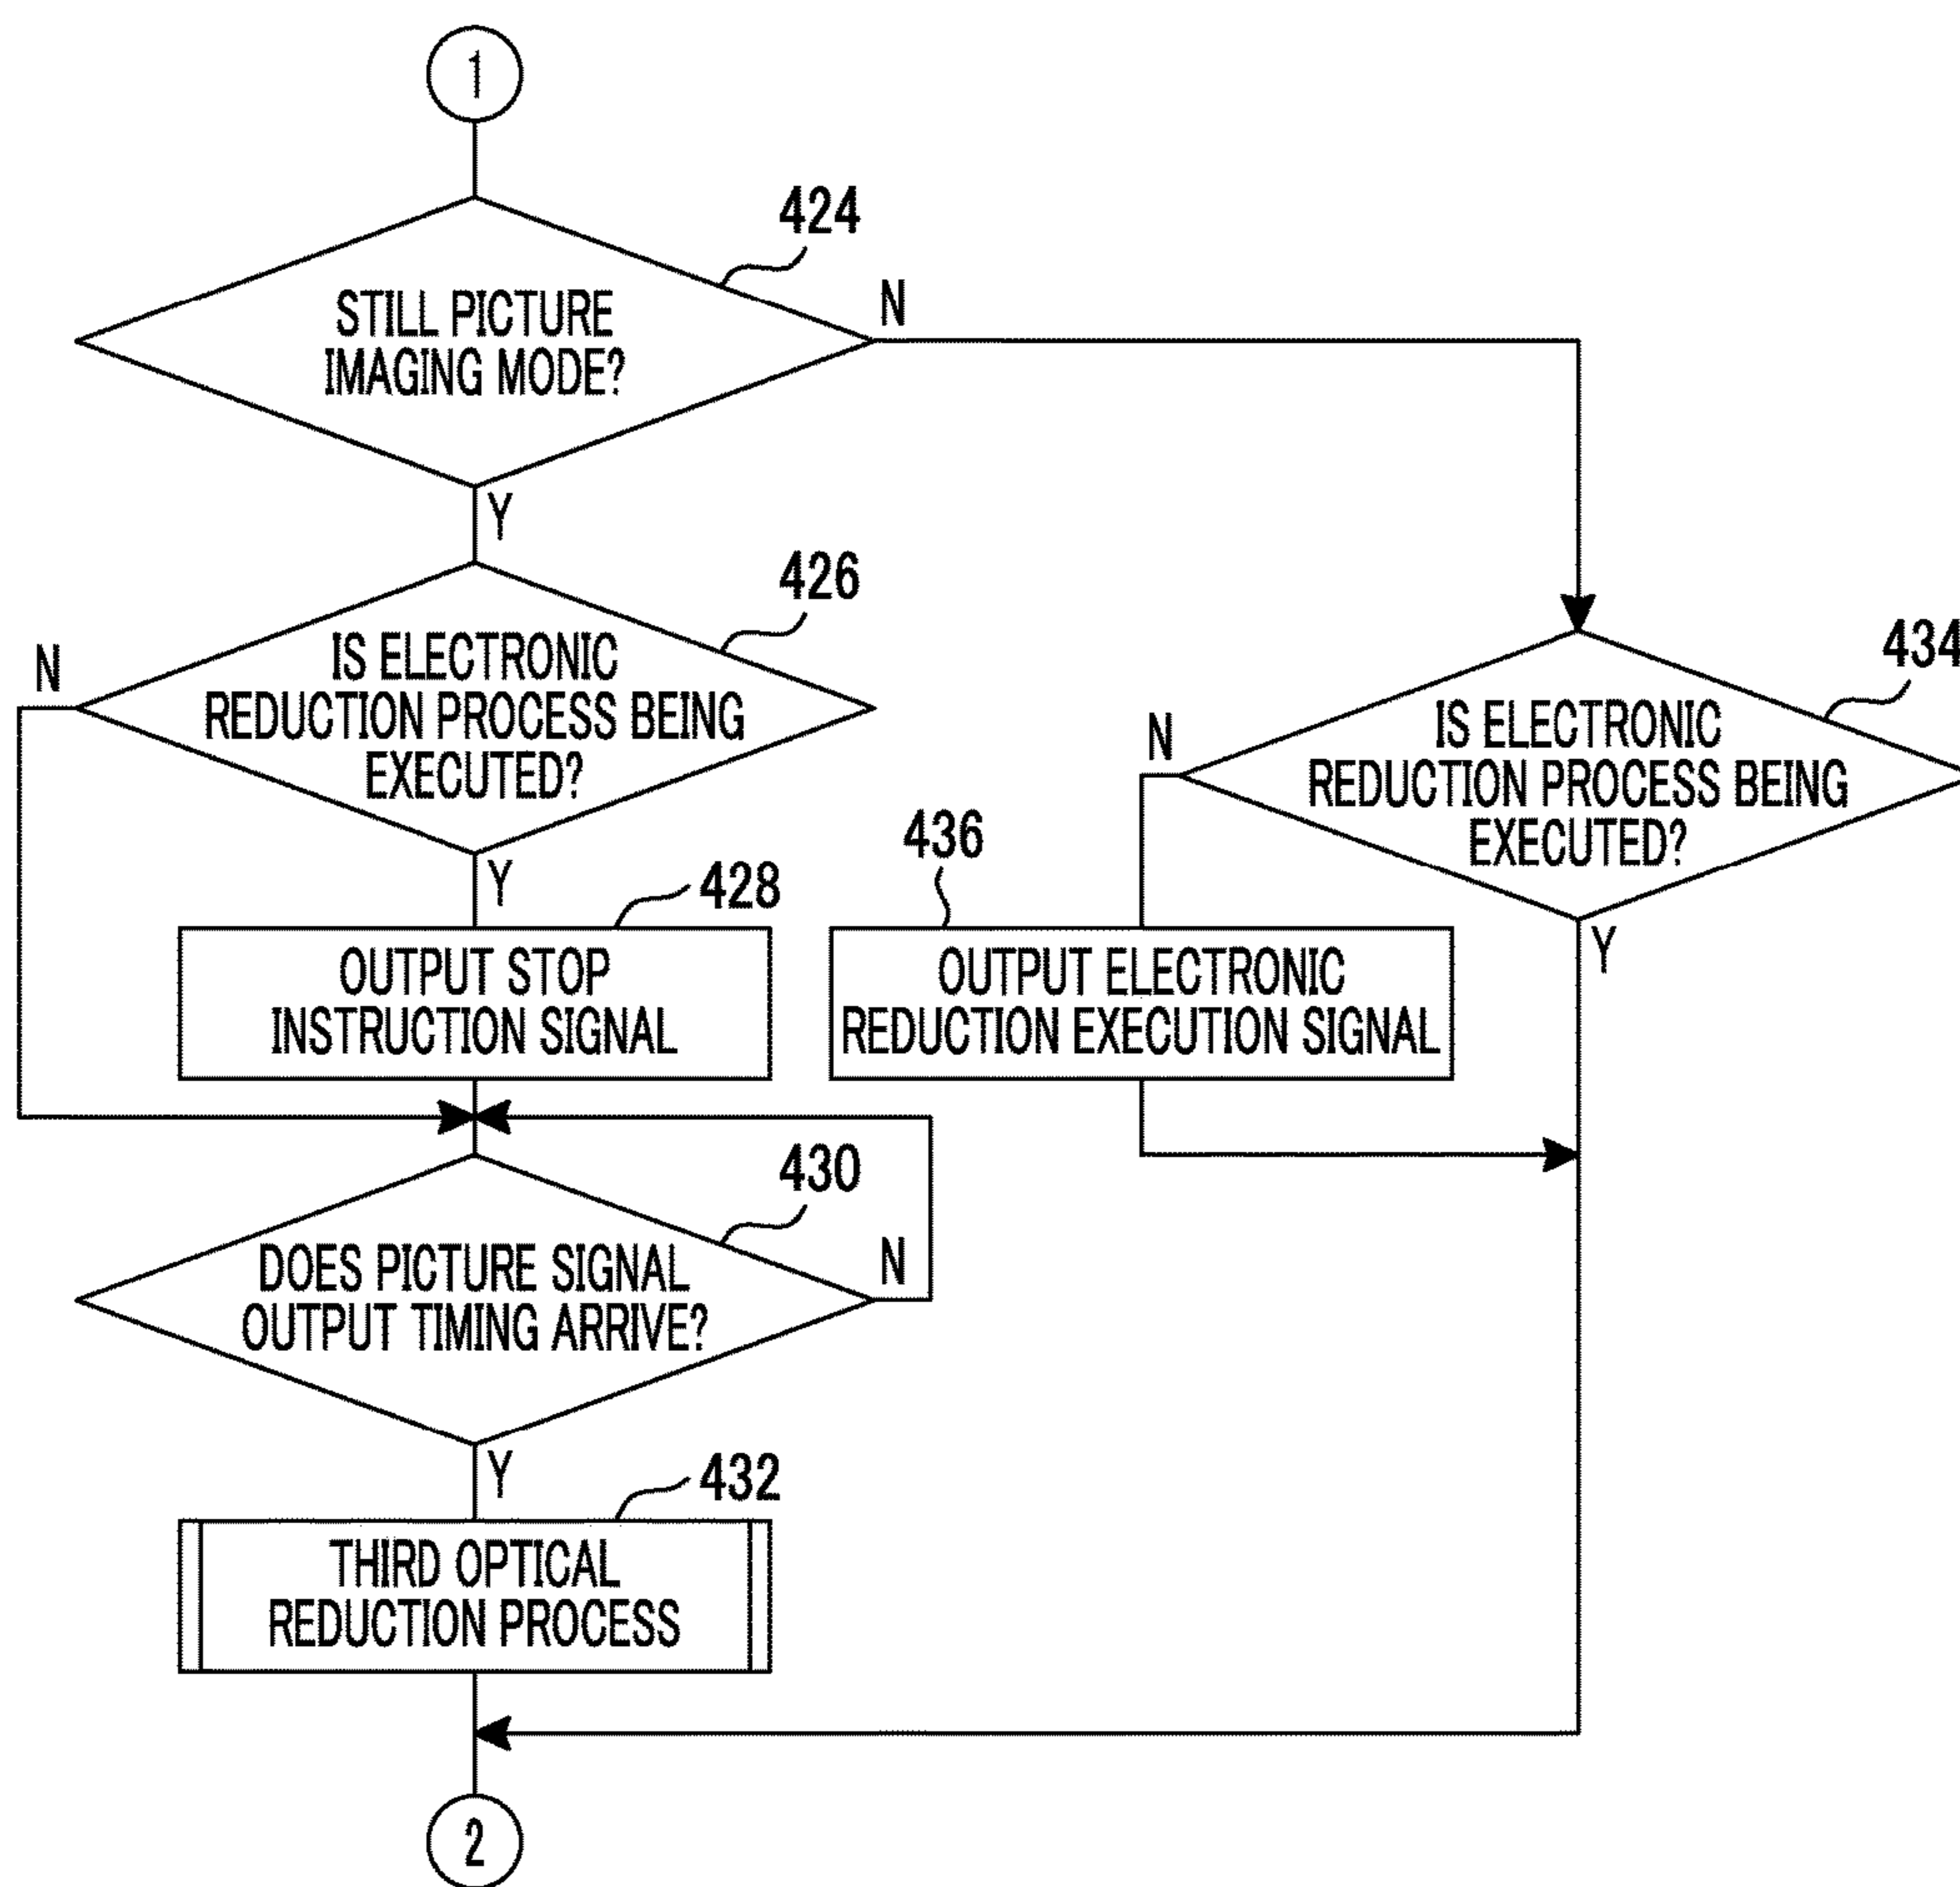 1
424
STILL PICTURE
IMAGING MODE?
N
Y
426
IS ELECTRONIC
REDUCTION PROCESS BEING
EXECUTED?
N
Y
434
IS ELECTRONIC
REDUCTION PROCESS BEING
EXECUTED?
N
Y
428
OUTPUT STOP
INSTRUCTION SIGNAL
436
OUTPUT ELECTRONIC
REDUCTION EXECUTION SIGNAL
430
DOES PICTURE SIGNAL
OUTPUT TIMING ARRIVE?
N
Y
432
THIRD OPTICAL
REDUCTION PROCESS
2